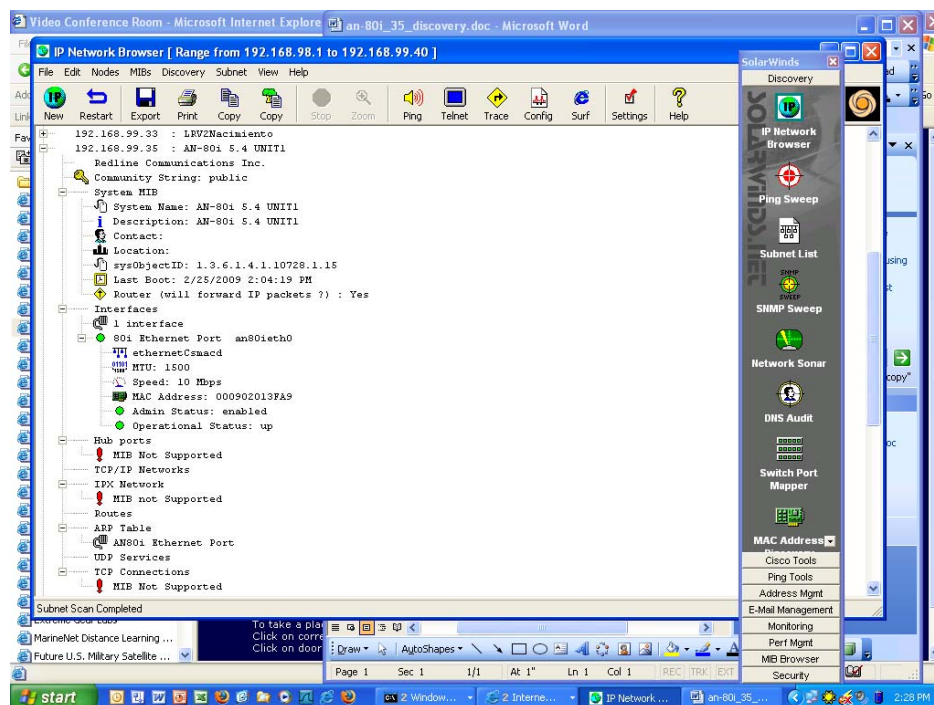 Video Conference Room - Microsoft Internet Explore
an-80i_35_discovery.doc - Microsoft Word
IP Network Browser [ Range from 192.168.98.1 to 192.168.99.40 ]
File Edit Nodes MIBs Discovery Subnet View Help
New Restart Export Print Copy Copy Stop Zoom Ping Telnet Trace Config Surf Settings Help
192.168.99.33 : LRV2Nacimiento
192.168.99.35 : AN-80i 5.4 UNIT1
Redline Communications Inc.
Community String: public
System MIB
System Name: AN-80i 5.4 UNIT1
Description: AN-80i 5.4 UNIT1
Contact:
Location:
sysObjectID: 1.3.6.1.4.1.10728.1.15
Last Boot: 2/25/2009 2:04:19 PM
Router (will forward IP packets ?) : Yes
Interfaces
1 interface
80i Ethernet Port an80ieth0
ethernetCsmacd
MTU: 1500
Speed: 10 Mbps
MAC Address: 000902013FA9
Admin Status: enabled
Operational Status: up
Hub ports
MIB Not Supported
TCP/IP Networks
IPX Network
MIB not Supported
Routes
ARP Table
AN80i Ethernet Port
UDP Services
TCP Connections
MIB Not Supported
Subnet Scan Completed
SolarWinds
Discovery
SOLARWINDS.NET
IP Network
Browser
Ping Sweep
Subnet List
SNMP
SWEEP
SNMP Sweep
Network Sonar
DNS Audit
Switch Port
Mapper
MAC Address
Cisco Tools
Ping Tools
Address Mgmt
E-Mail Management
Monitoring
Perf Mgmt
MIB Browser
Security
using
copy"
MarineNet Distance Learning ...
Future U.S. Military Satellite ...
To take a pla
Click on corre
Click on door
Draw AutoShapes
Page 1 Sec 1 1/1 At 1" Ln 1 Col 1 REC TRK EXT
start
2 Window... 2 Interne... IP Network ... an-80i_35_... 2:28 PM